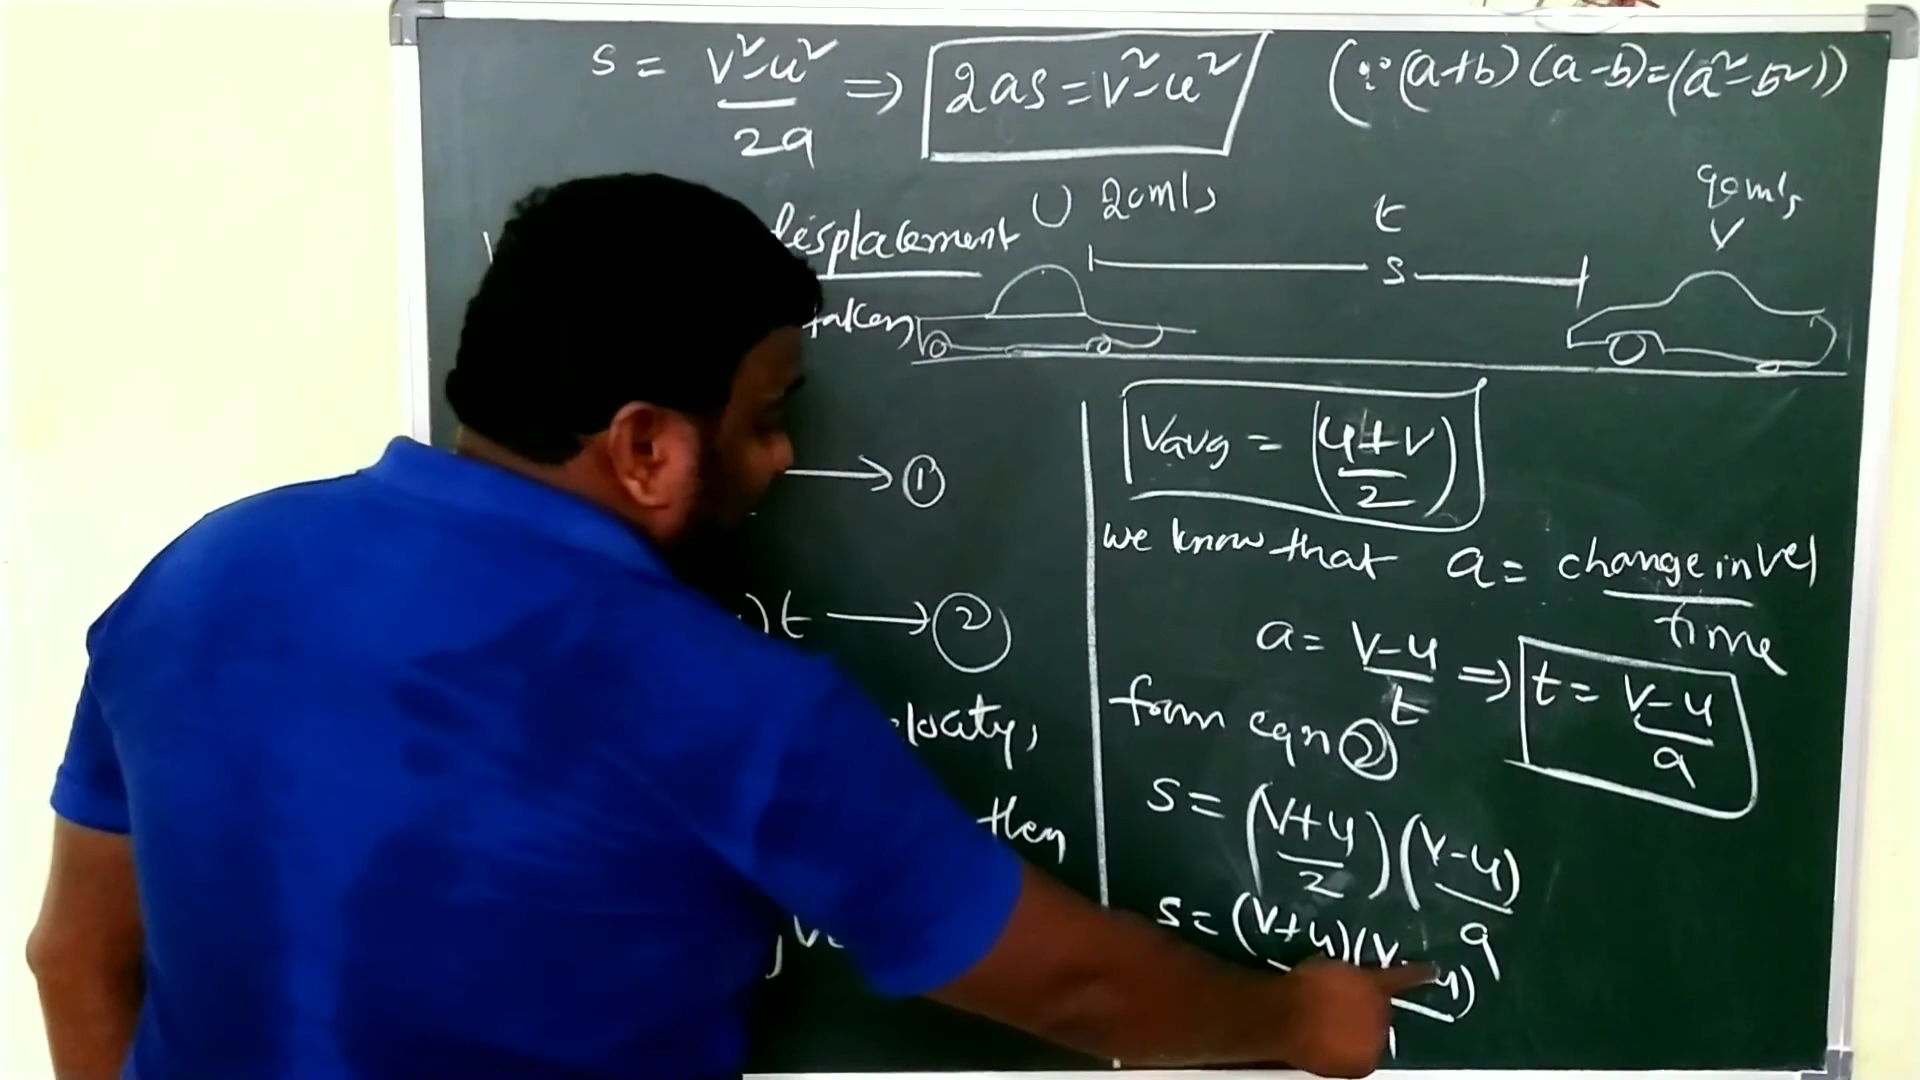 s = v²-u²/2a ⇒ 2as = v²-u² (∵ (a+b)(a-b) = (a²-b²))
displacement
taken
U 20m/s
t
s
90m/s
V
→ ①
)t → ②
locity,
then
Vavg = (u+v/2)
we know that a = change in vel/time
a = v-u/t ⇒ t = v-u/a
from eqn ②
s = (v+u/2)(v-u/a)
s = (v+u)(v-u)